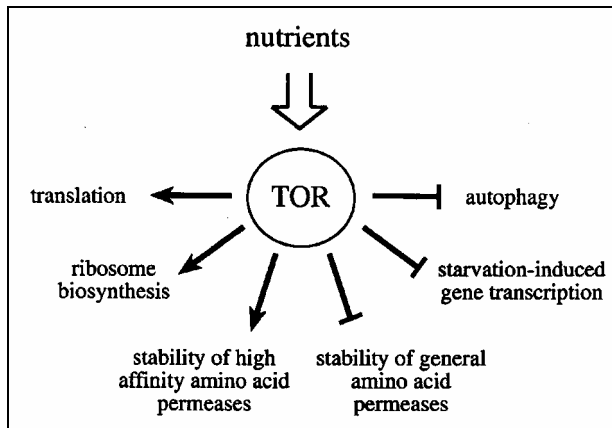 nutrients
TOR
translation
autophagy
ribosome
biosynthesis
starvation-induced
gene transcription
stability of high
affinity amino acid
permeases
stability of general
amino acid
permeases